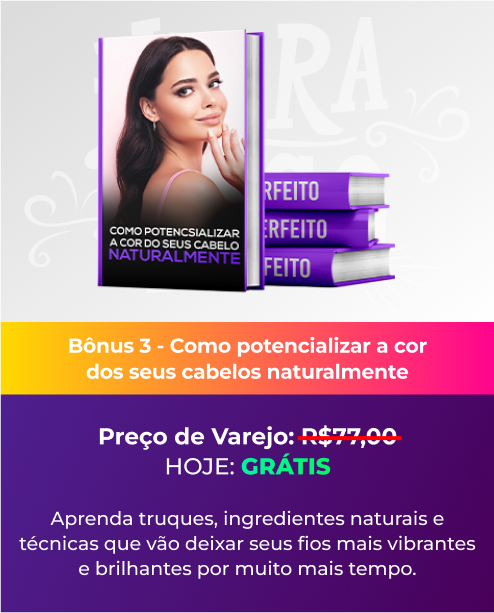 COMO POTENCSIALIZAR
A COR DO SEUS CABELO
NATURALMENTE
RFEITO
ERFEITO
FEITO
Bônus 3 - Como potencializar a cor
dos seus cabelos naturalmente
Preço de Varejo: R$77,00
HOJE: GRÁTIS
Aprenda truques, ingredientes naturais e
técnicas que vão deixar seus fios mais vibrantes
e brilhantes por muito mais tempo.